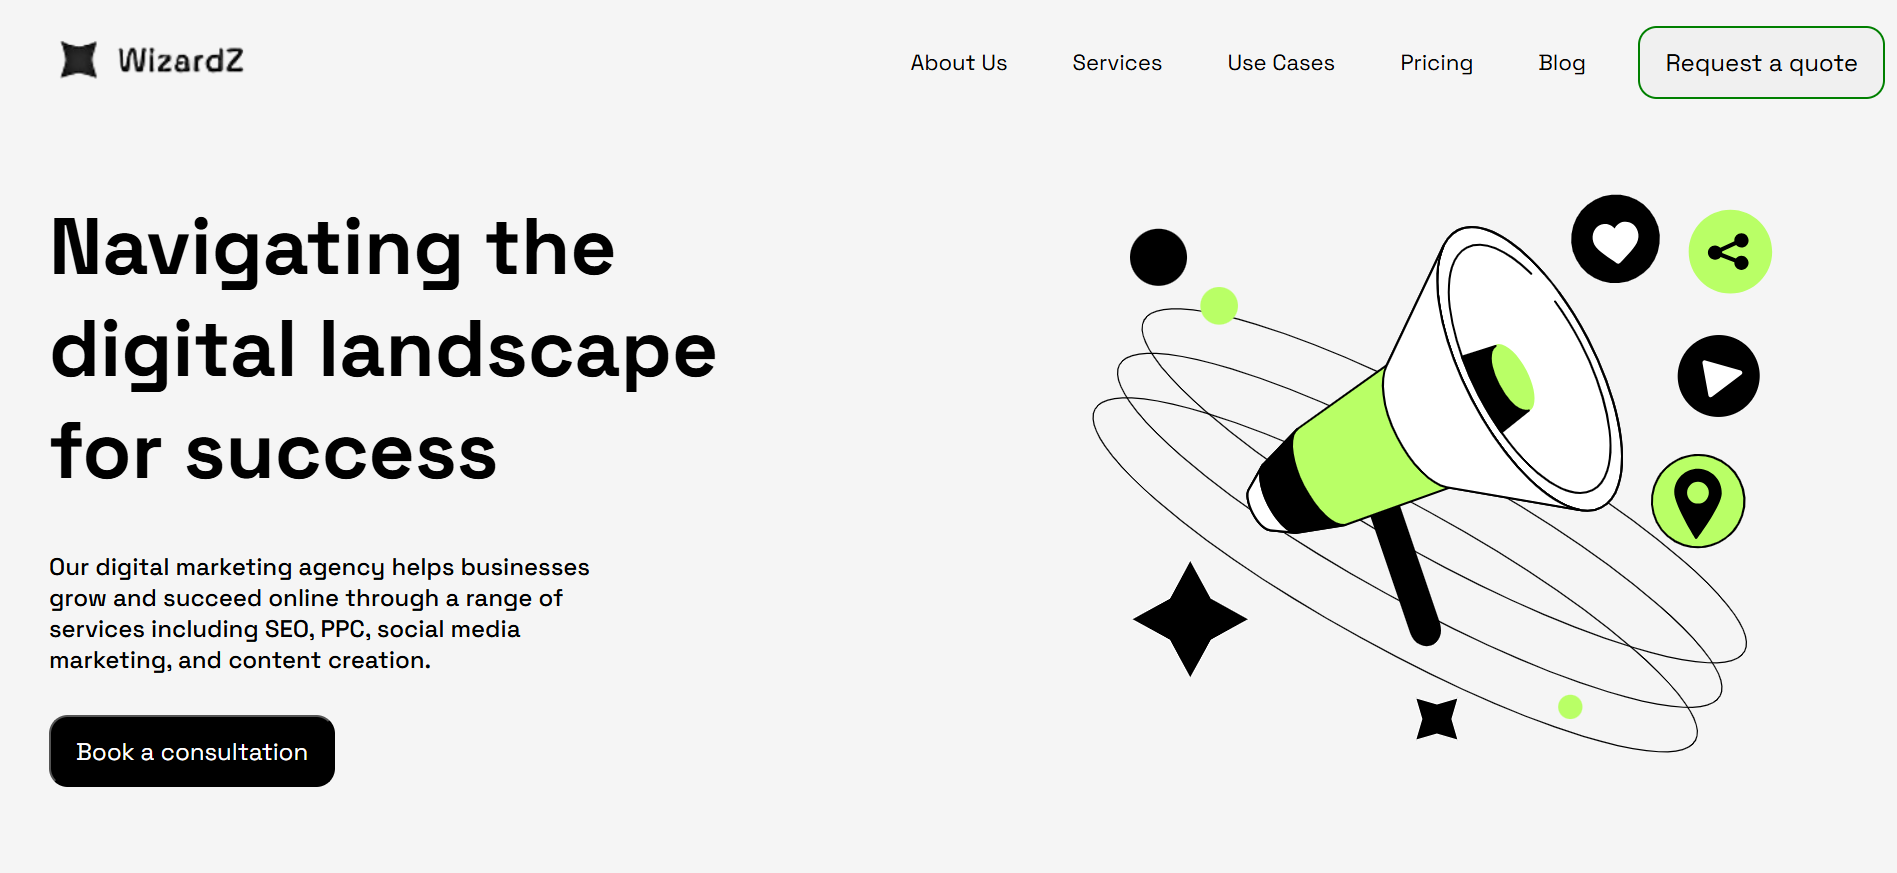 WizardZ
About Us
Services
Use Cases
Pricing
Blog
Request a quote
Navigating the
digital landscape
for success
Our digital marketing agency helps businesses
grow and succeed online through a range of
services including SEO, PPC, social media
marketing, and content creation.
Book a consultation